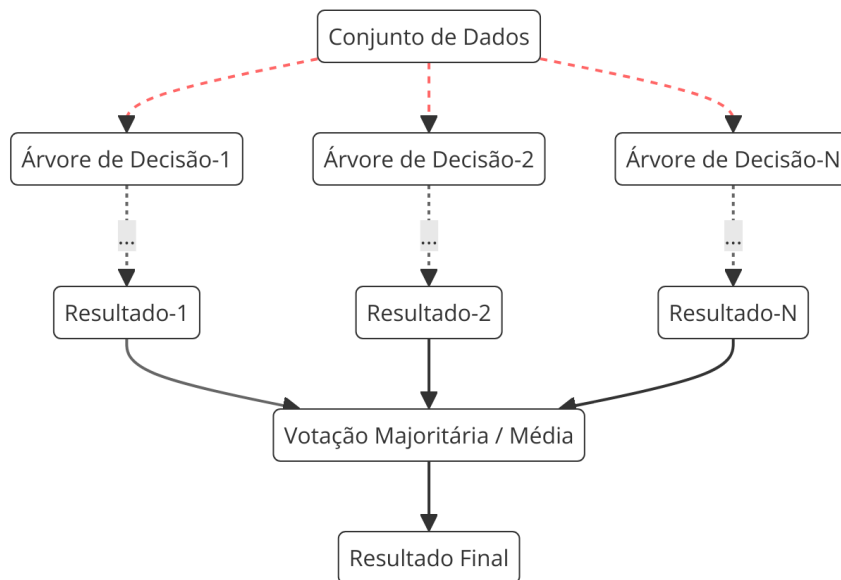 Conjunto de Dados
Árvore de Decisão-1
Árvore de Decisão-2
Árvore de Decisão-N
...
...
...
Resultado-1
Resultado-2
Resultado-N
Votação Majoritária / Média
Resultado Final